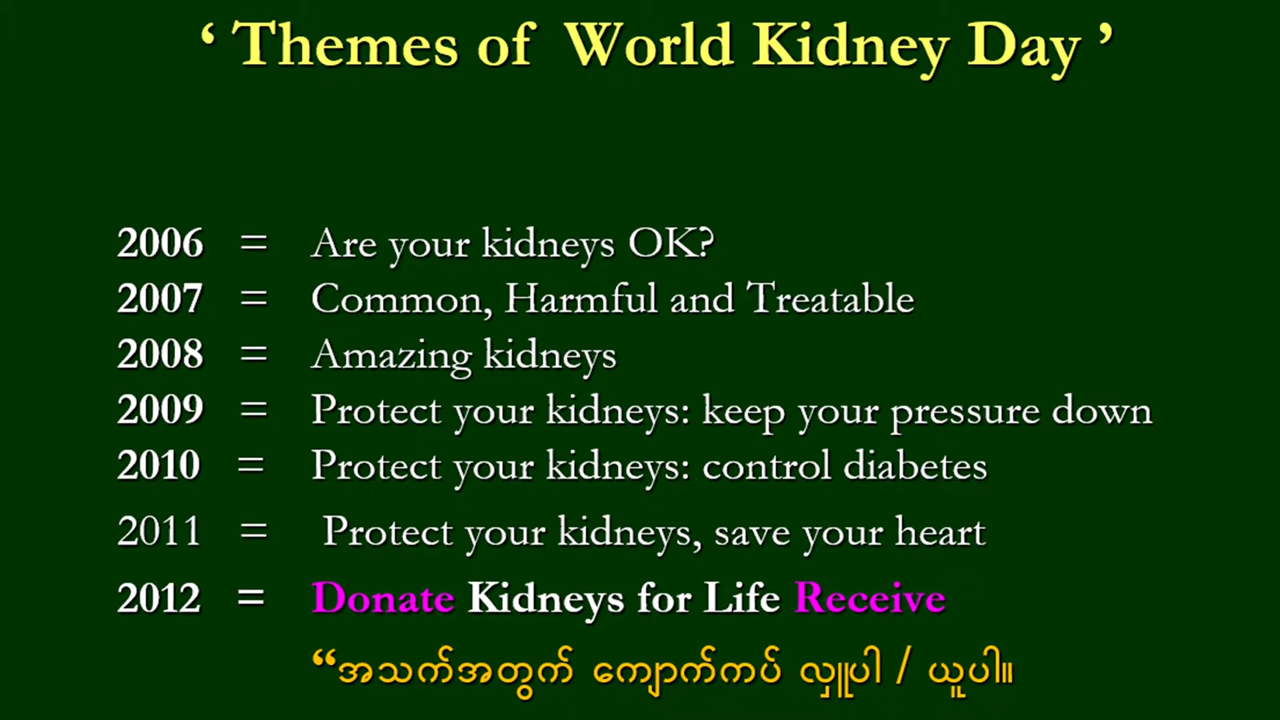 ‘ Themes of World Kidney Day ’
2006 = Are your kidneys OK?
2007 = Common, Harmful and Treatable
2008 = Amazing kidneys
2009 = Protect your kidneys: keep your pressure down
2010 = Protect your kidneys: control diabetes
2011 = Protect your kidneys, save your heart
2012 = Donate Kidneys for Life Receive
“အသက်အတွက် ကျောက်ကပ် လှူပါ / ယူပါ။